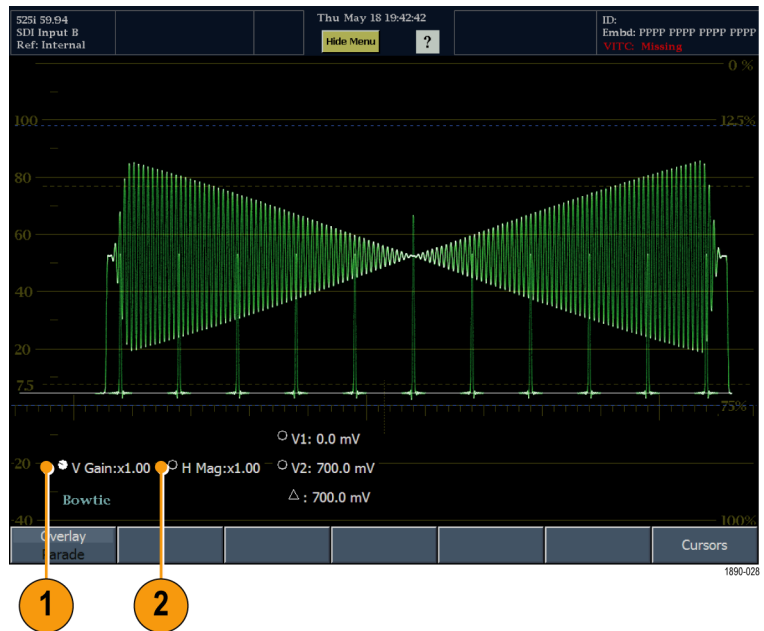 525i 59.94
SDI Input B
Ref: Internal
Thu May 18 19:42:42
Hide Menu
?
ID:
Embd: PPPP PPPP PPPP PPPP
VITC: Missing
0 %
100
12.5%
80
60
40
20
7.5
75%
V1: 0.0 mV
-20
V Gain:x1.00
H Mag:x1.00
V2: 700.0 mV
Bowtie
△ : 700.0 mV
-40
100%
Overlay
Parade
Cursors
1890-028
1
2